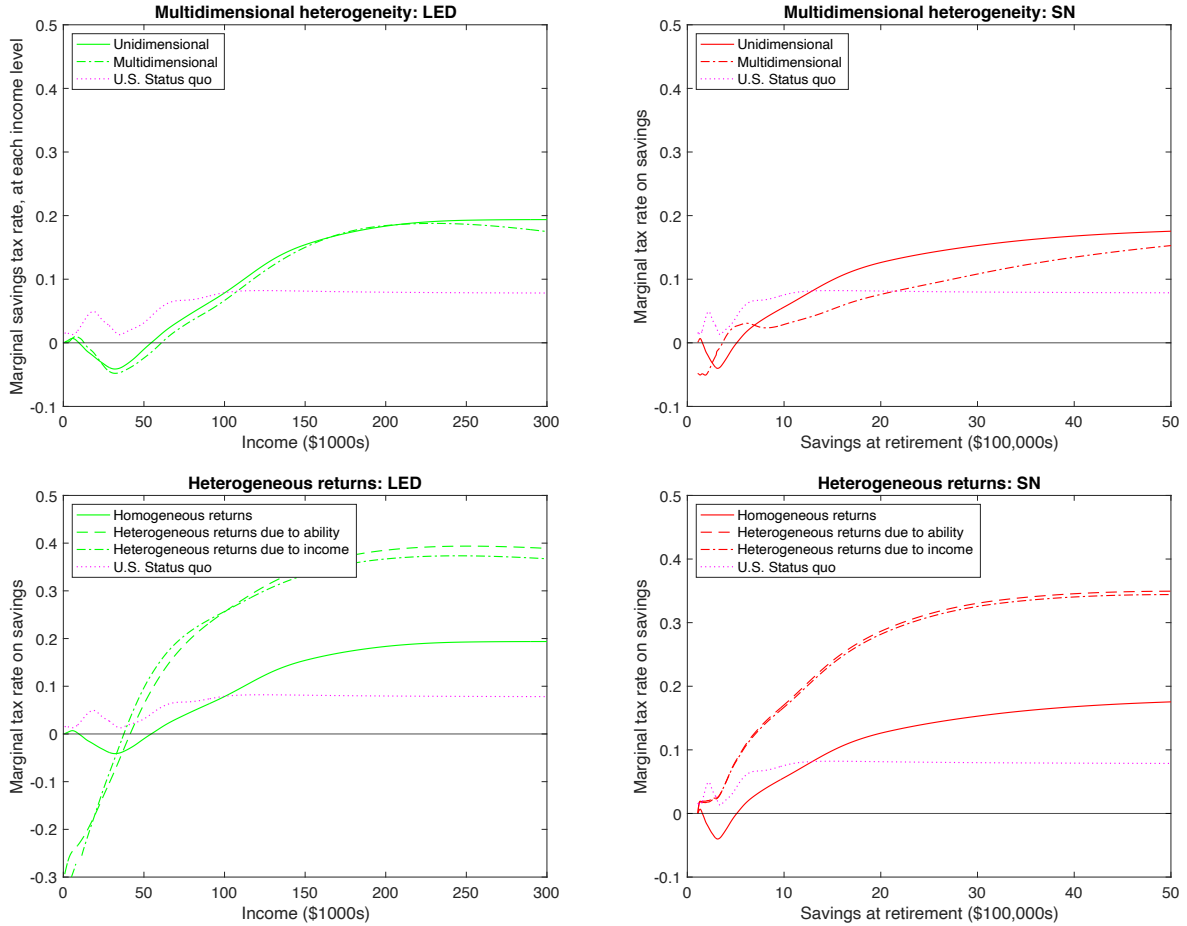 Multidimensional heterogeneity: LED
Marginal savings tax rate, at each income level
0.5
0.4
0.3
0.2
0.1
0
-0.1
Unidimensional
Multidimensional
U.S. Status quo
0 50 100 150 200 250 300
Income ($1000s)
Multidimensional heterogeneity: SN
Marginal tax rate on savings
0.5
0.4
0.3
0.2
0.1
0
-0.1
Unidimensional
Multidimensional
U.S. Status quo
0 10 20 30 40 50
Savings at retirement ($100,000s)
Heterogeneous returns: LED
Marginal tax rate on savings
0.5
0.4
0.3
0.2
0.1
0
-0.1
-0.2
-0.3
Homogeneous returns
Heterogeneous returns due to ability
Heterogeneous returns due to income
U.S. Status quo
0 50 100 150 200 250 300
Income ($1000s)
Heterogeneous returns: SN
Marginal tax rate on savings
0.5
0.4
0.3
0.2
0.1
0
-0.1
Homogeneous returns
Heterogeneous returns due to ability
Heterogeneous returns due to income
U.S. Status quo
0 10 20 30 40 50
Savings at retirement ($100,000s)